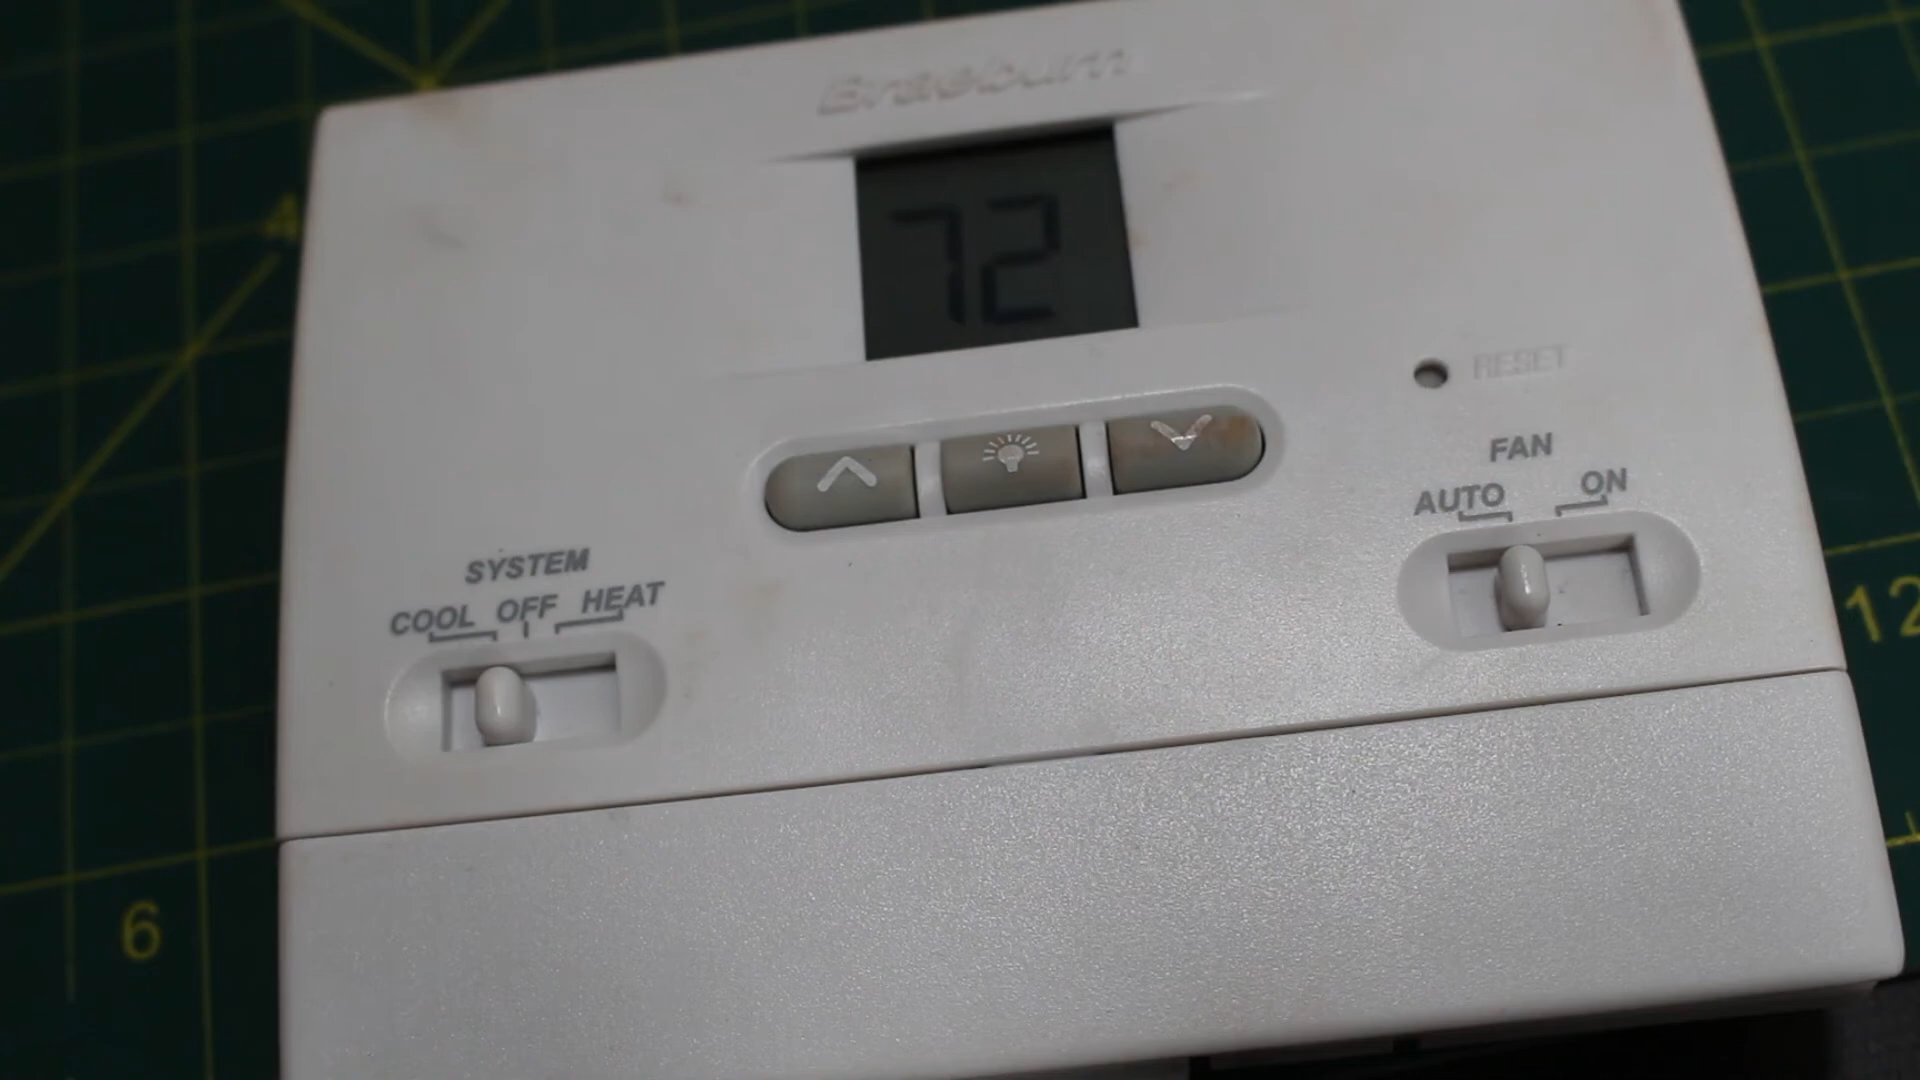 Braeburn
72
RESET
FAN
AUTO ON
SYSTEM
COOL OFF HEAT
12
6